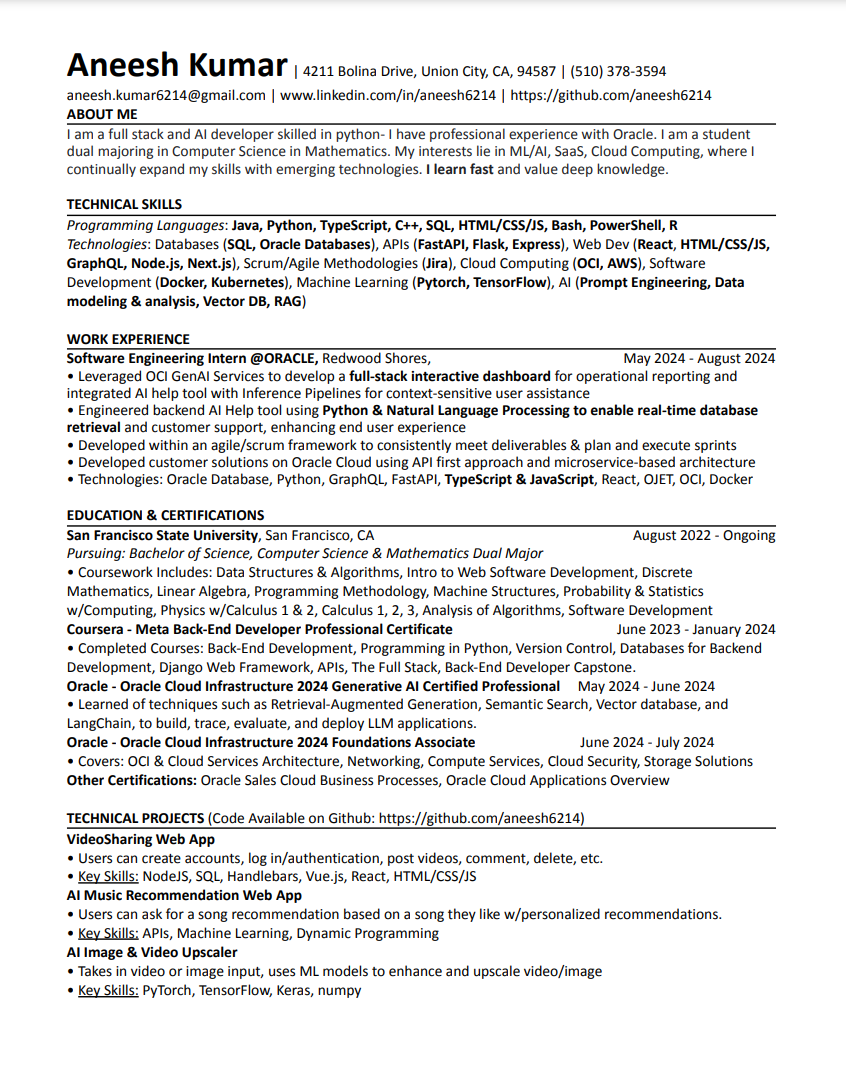 Aneesh Kumar | 4211 Bolina Drive, Union City, CA, 94587 | (510) 378-3594
aneesh.kumar6214@gmail.com | www.linkedin.com/in/aneesh6214 | https://github.com/aneesh6214
ABOUT ME
I am a full stack and AI developer skilled in python- I have professional experience with Oracle. I am a student
dual majoring in Computer Science in Mathematics. My interests lie in ML/AI, SaaS, Cloud Computing, where I
continually expand my skills with emerging technologies. I learn fast and value deep knowledge.
TECHNICAL SKILLS
Programming Languages: Java, Python, TypeScript, C++, SQL, HTML/CSS/JS, Bash, PowerShell, R
Technologies: Databases (SQL, Oracle Databases), APIs (FastAPI, Flask, Express), Web Dev (React, HTML/CSS/JS,
GraphQL, Node.js, Next.js), Scrum/Agile Methodologies (Jira), Cloud Computing (OCI, AWS), Software
Development (Docker, Kubernetes), Machine Learning (Pytorch, TensorFlow), AI (Prompt Engineering, Data
modeling & analysis, Vector DB, RAG)
WORK EXPERIENCE
Software Engineering Intern @ORACLE, Redwood Shores, May 2024 - August 2024
• Leveraged OCI GenAI Services to develop a full-stack interactive dashboard for operational reporting and
integrated AI help tool with Inference Pipelines for context-sensitive user assistance
• Engineered backend AI Help tool using Python & Natural Language Processing to enable real-time database
retrieval and customer support, enhancing end user experience
• Developed within an agile/scrum framework to consistently meet deliverables & plan and execute sprints
• Developed customer solutions on Oracle Cloud using API first approach and microservice-based architecture
• Technologies: Oracle Database, Python, GraphQL, FastAPI, TypeScript & JavaScript, React, OJET, OCI, Docker
EDUCATION & CERTIFICATIONS
San Francisco State University, San Francisco, CA August 2022 - Ongoing
Pursuing: Bachelor of Science, Computer Science & Mathematics Dual Major
• Coursework Includes: Data Structures & Algorithms, Intro to Web Software Development, Discrete
Mathematics, Linear Algebra, Programming Methodology, Machine Structures, Probability & Statistics
w/Computing, Physics w/Calculus 1 & 2, Calculus 1, 2, 3, Analysis of Algorithms, Software Development
Coursera - Meta Back-End Developer Professional Certificate June 2023 - January 2024
• Completed Courses: Back-End Development, Programming in Python, Version Control, Databases for Backend
Development, Django Web Framework, APIs, The Full Stack, Back-End Developer Capstone.
Oracle - Oracle Cloud Infrastructure 2024 Generative AI Certified Professional May 2024 - June 2024
• Learned of techniques such as Retrieval-Augmented Generation, Semantic Search, Vector database, and
LangChain, to build, trace, evaluate, and deploy LLM applications.
Oracle - Oracle Cloud Infrastructure 2024 Foundations Associate June 2024 - July 2024
• Covers: OCI & Cloud Services Architecture, Networking, Compute Services, Cloud Security, Storage Solutions
Other Certifications: Oracle Sales Cloud Business Processes, Oracle Cloud Applications Overview
TECHNICAL PROJECTS (Code Available on Github: https://github.com/aneesh6214)
VideoSharing Web App
• Users can create accounts, log in/authentication, post videos, comment, delete, etc.
• Key Skills: NodeJS, SQL, Handlebars, Vue.js, React, HTML/CSS/JS
AI Music Recommendation Web App
• Users can ask for a song recommendation based on a song they like w/personalized recommendations.
• Key Skills: APIs, Machine Learning, Dynamic Programming
AI Image & Video Upscaler
• Takes in video or image input, uses ML models to enhance and upscale video/image
• Key Skills: PyTorch, TensorFlow, Keras, numpy